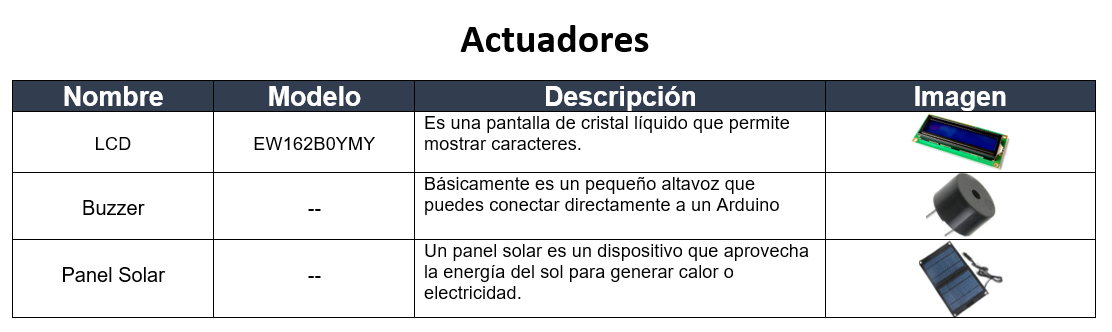 Actuadores
Nombre Modelo Descripción Imagen
LCD EW162B0YMY Es una pantalla de cristal líquido que permite
mostrar caracteres.
Buzzer -- Básicamente es un pequeño altavoz que
puedes conectar directamente a un Arduino
Panel Solar -- Un panel solar es un dispositivo que aprovecha
la energía del sol para generar calor o
electricidad.